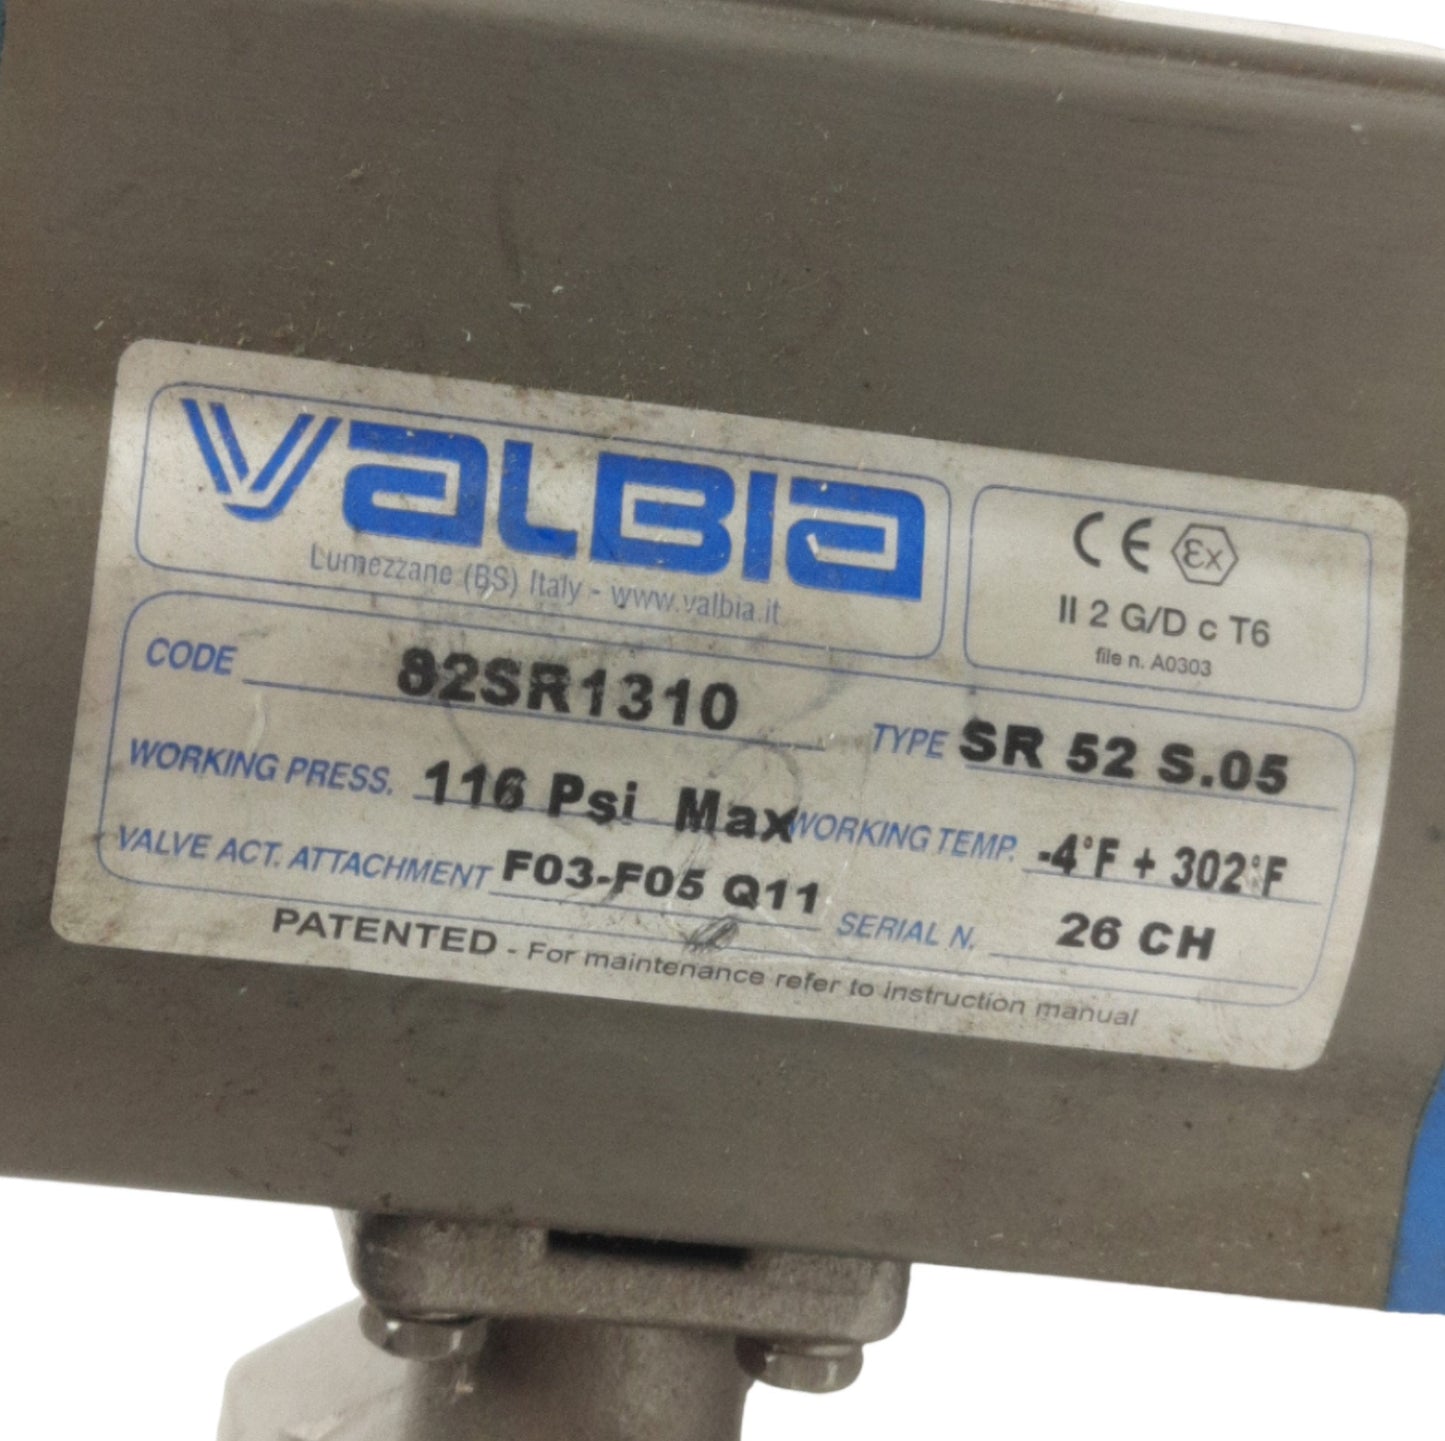 VALBIA
Lumezzane (BS) Italy - www.valbia.it
CE Ex
II 2 G/D c T6
file n. A0303
CODE 82SR1310
TYPE SR 52 S.05
WORKING PRESS. 116 Psi Max
WORKING TEMP. -4°F + 302°F
VALVE ACT. ATTACHMENT F03-F05 Q11
SERIAL N. 26 CH
PATENTED - For maintenance refer to instruction manual